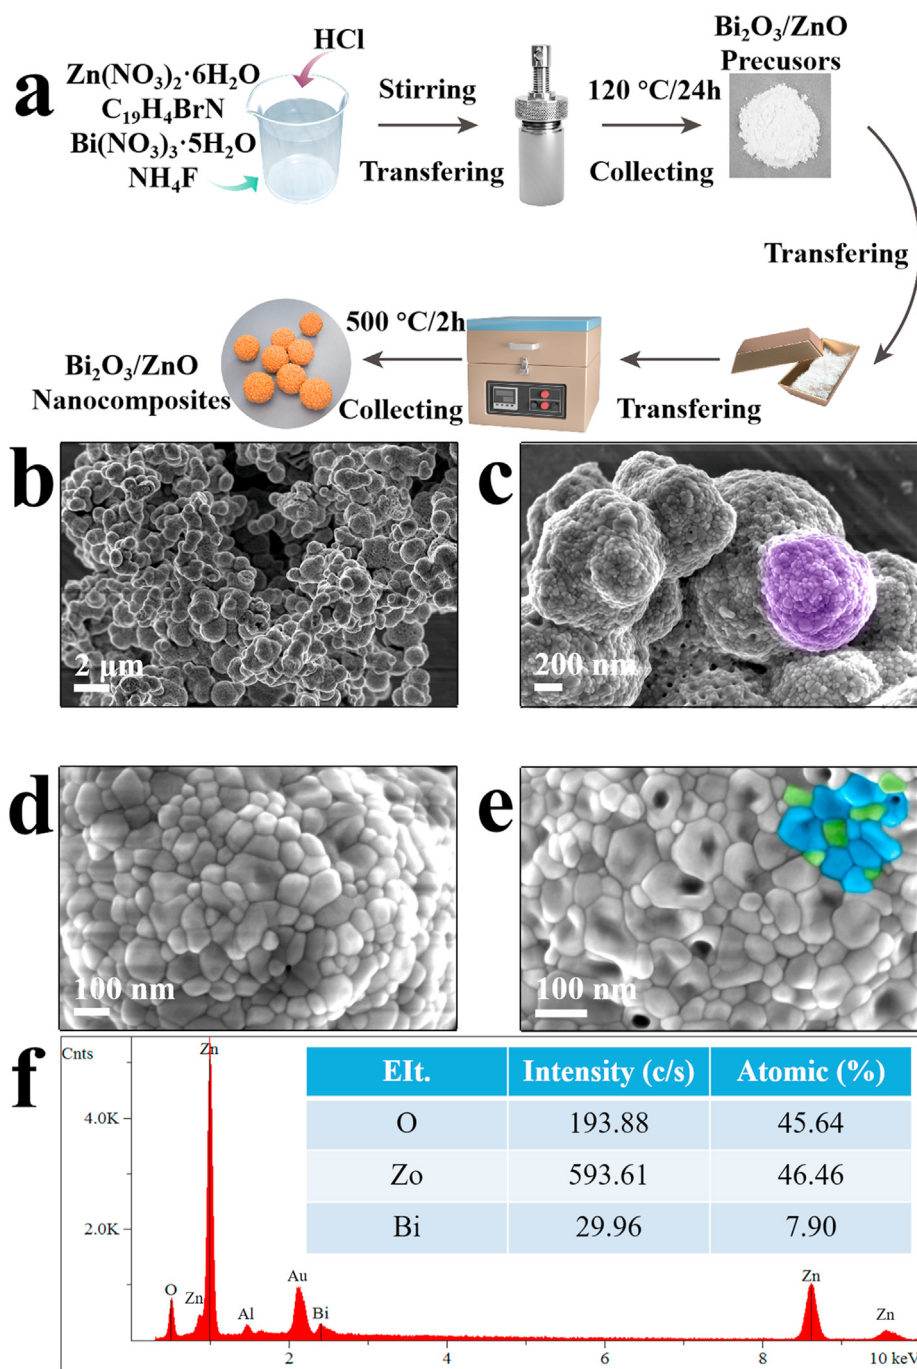 a
HCl
Zn(NO₃)₂·6H₂O
C₁₉H₄BrN
Bi(NO₃)₃·5H₂O
NH₄F
Stirring
Transfering
120 °C/24h
Collecting
Bi₂O₃/ZnO
Precusors
Transfering
Transfering
500 °C/2h
Collecting
Bi₂O₃/ZnO
Nanocomposites
b
2 μm
c
200 nm
d
100 nm
e
100 nm
f
Cnts
4.0K
2.0K
O
Zn
Zn
Al
Au
Bi
Zn
Zn
2
4
6
8
10 keV
EIt. Intensity (c/s) Atomic (%)
O 193.88 45.64
Zo 593.61 46.46
Bi 29.96 7.90